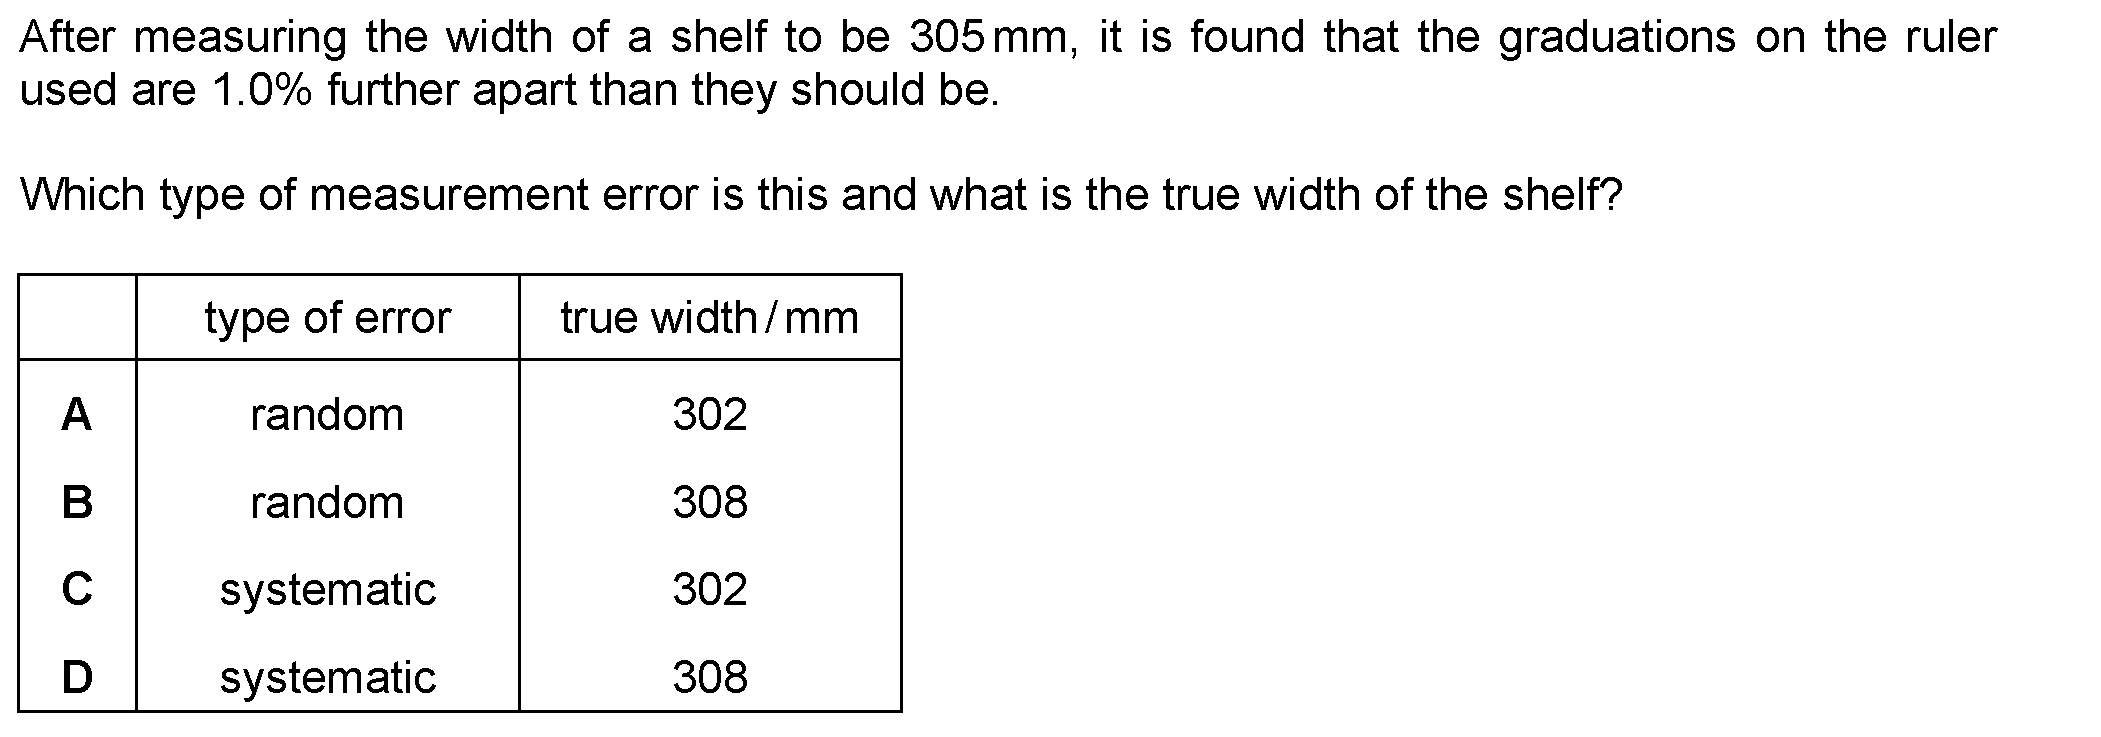 After measuring the width of a shelf to be 305 mm, it is found that the graduations on the ruler
used are 1.0% further apart than they should be.
Which type of measurement error is this and what is the true width of the shelf?
type of error true width / mm
A random 302
B random 308
C systematic 302
D systematic 308